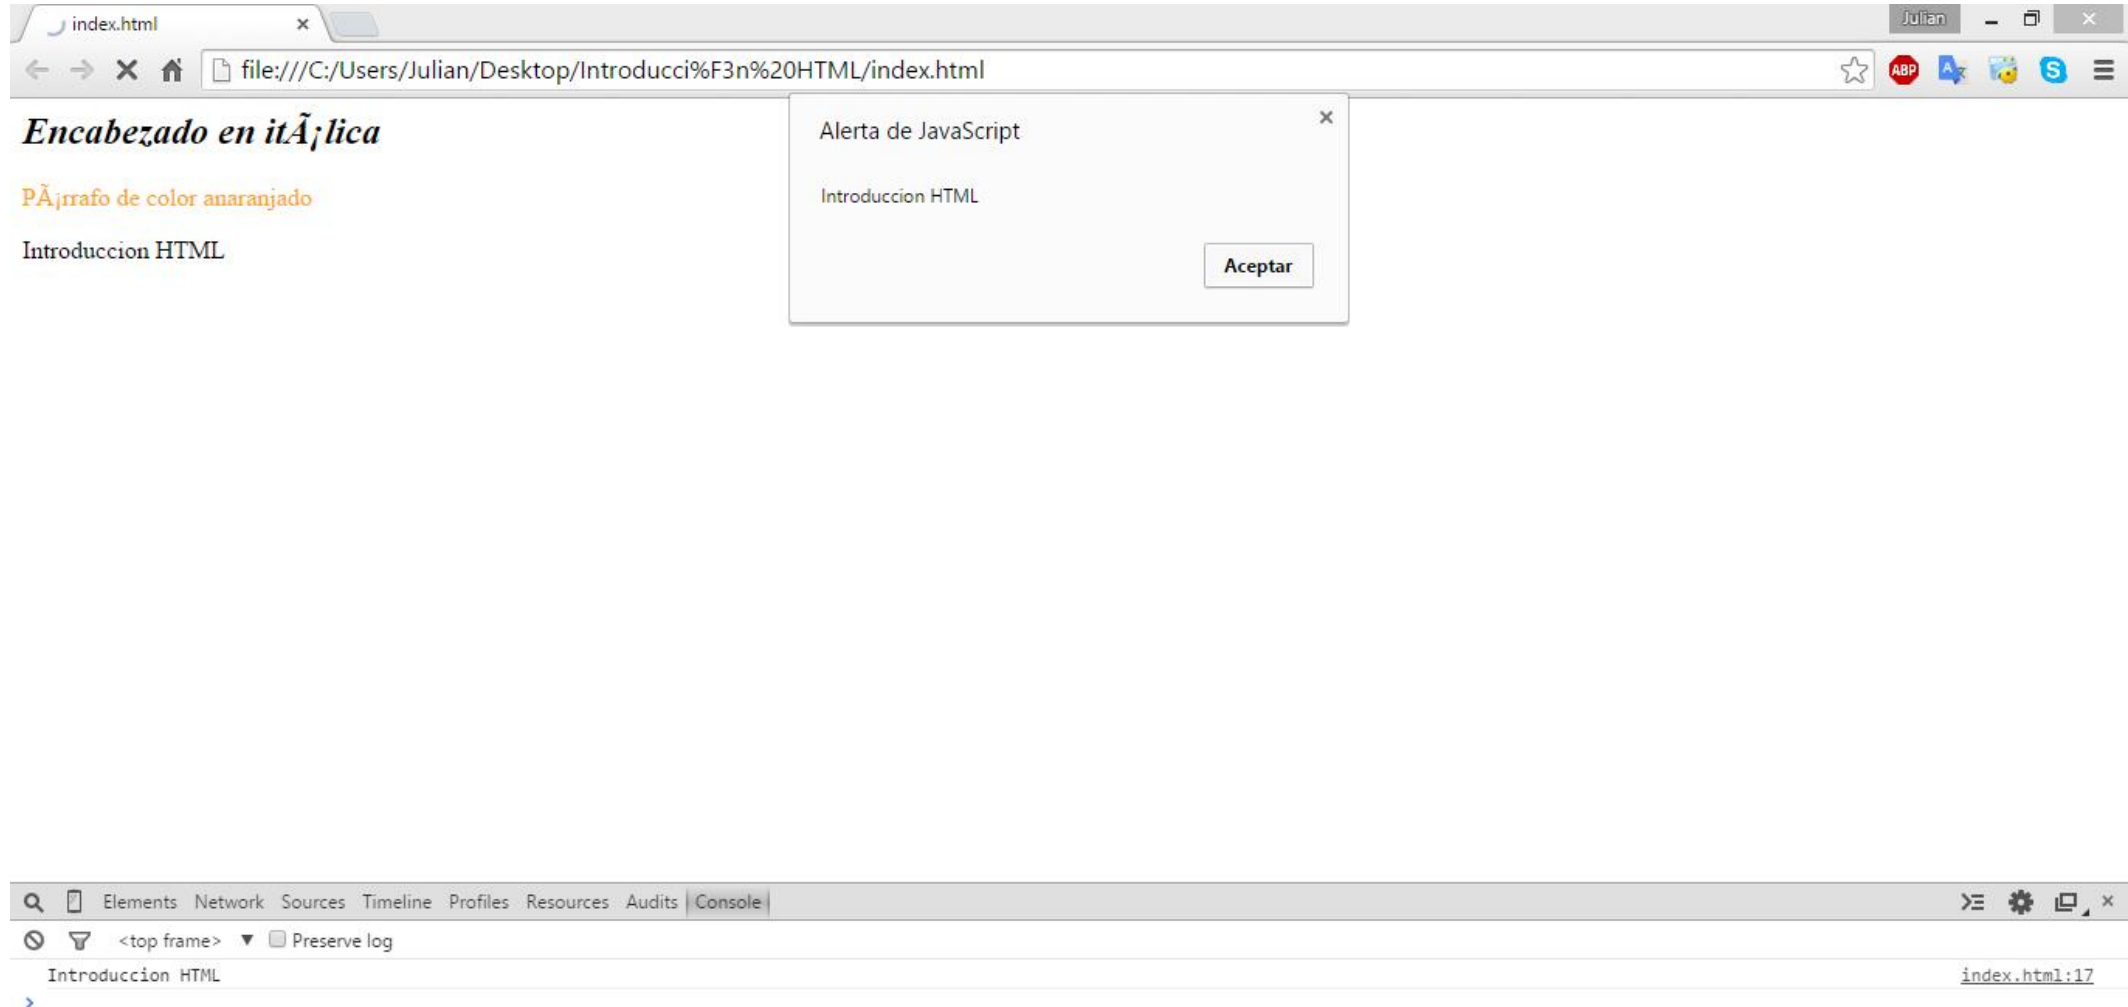 index.html
Julian
file:///C:/Users/Julian/Desktop/Introducci%F3n%20HTML/index.html
ABP
Encabezado en itÃ¡lica
PÃ¡rrafo de color anaranjado
Introduccion HTML
Alerta de JavaScript
Introduccion HTML
Aceptar
Elements Network Sources Timeline Profiles Resources Audits Console
<top frame> ▼ Preserve log
Introduccion HTML index.html:17